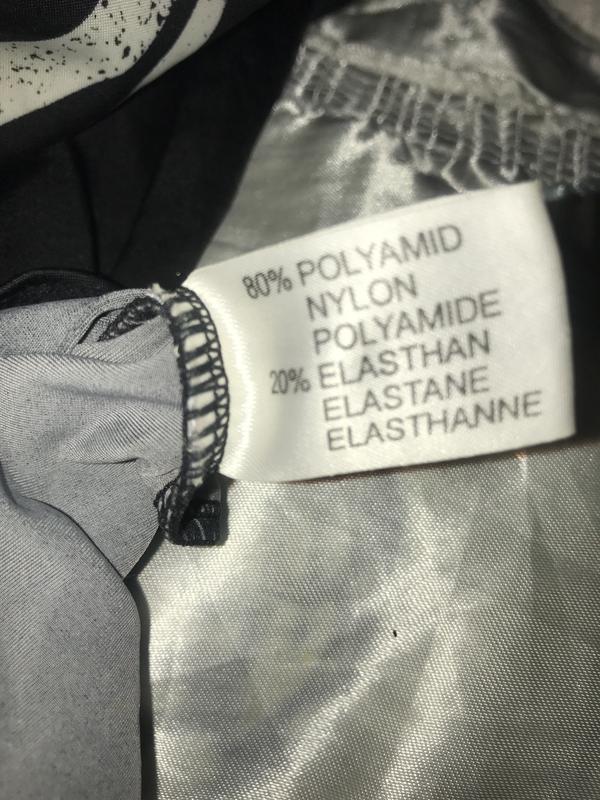 80% POLYAMID
NYLON
POLYAMIDE
20% ELASTHAN
ELASTANE
ELASTHANNE